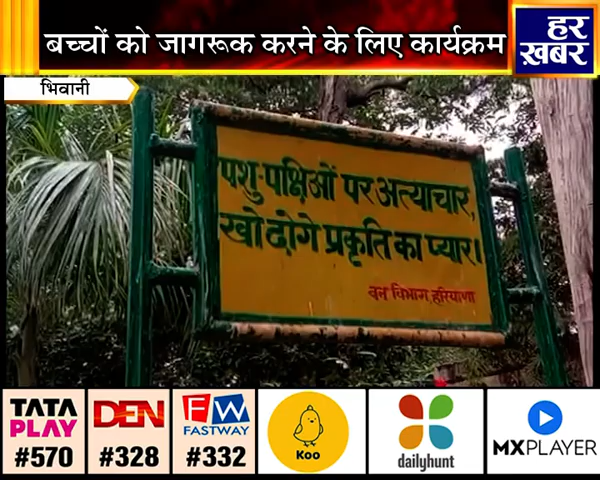 बच्चों को जागरूक करने के लिए कार्यक्रम
हर
ख़बर
भिवानी
पशु-पक्षिओं पर अत्याचार,
खो दोगे प्रकृति का प्यार।
वन विभाग, हरियाणा
TATA
PLAY
#570
DEN
#328
FW
FASTWAY
#332
Koo
dailyhunt
MXPLAYER